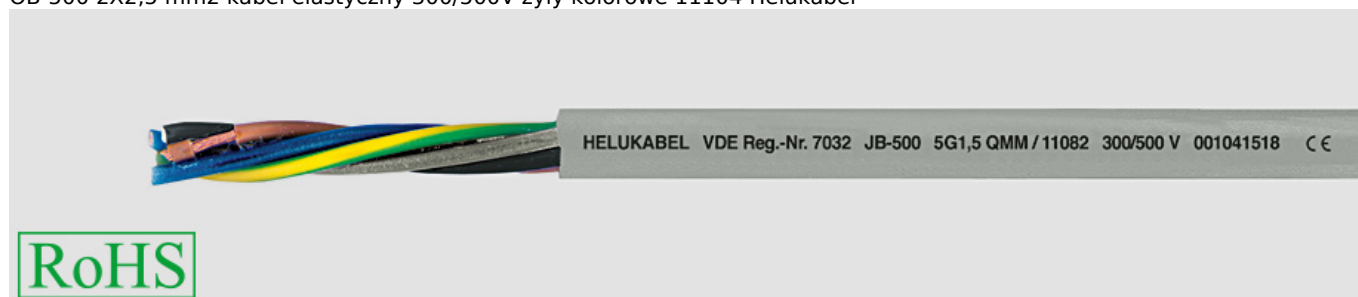 HELUKABEL VDE Reg.-Nr. 7032 JB-500 5G1,5 QMM / 11082 300/500 V 001041518 CE
RoHS